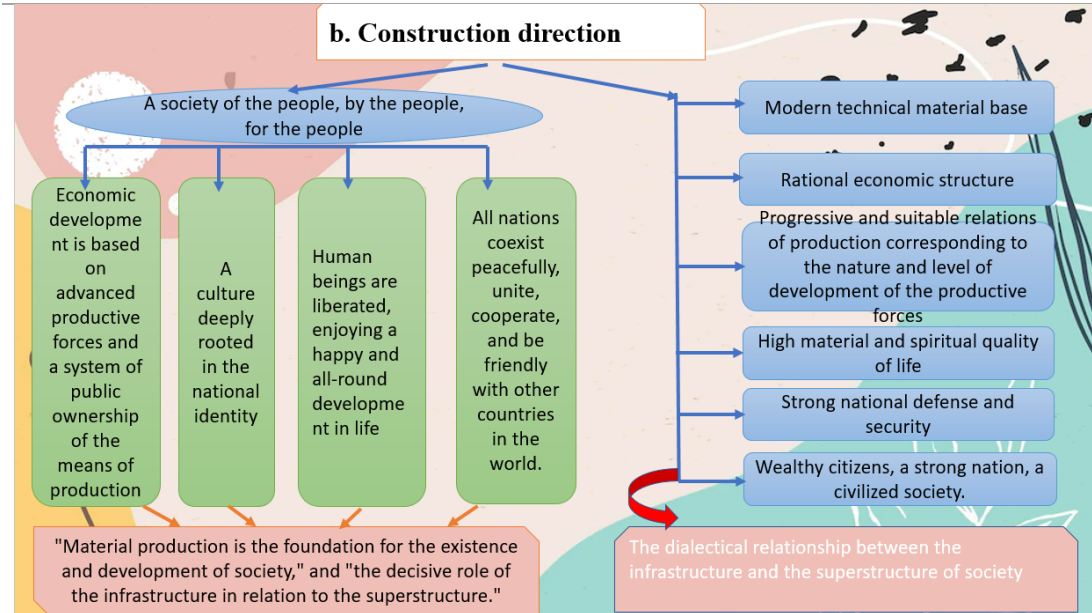 b. Construction direction
A society of the people, by the people,
for the people
Economic
developme
nt is based
on
advanced
productive
forces and
a system of
public
ownership
of the
means of
production
A
culture
deeply
rooted
in the
national
identity
Human
beings are
liberated,
enjoying a
happy and
all-round
developme
nt in life
All nations
coexist
peacefully,
unite,
cooperate,
and be
friendly
with other
countries
in the
world.
"Material production is the foundation for the existence
and development of society," and "the decisive role of
the infrastructure in relation to the superstructure."
Modern technical material base
Rational economic structure
Progressive and suitable relations
of production corresponding to
the nature and level of
development of the productive
forces
High material and spiritual quality
of life
Strong national defense and
security
Wealthy citizens, a strong nation, a
civilized society.
The dialectical relationship between the
infrastructure and the superstructure of society